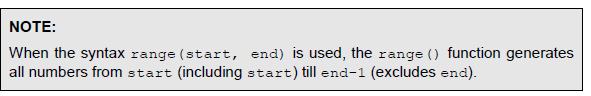 NOTE:
When the syntax range(start, end) is used, the range() function generates
all numbers from start (including start) till end-1 (excludes end).